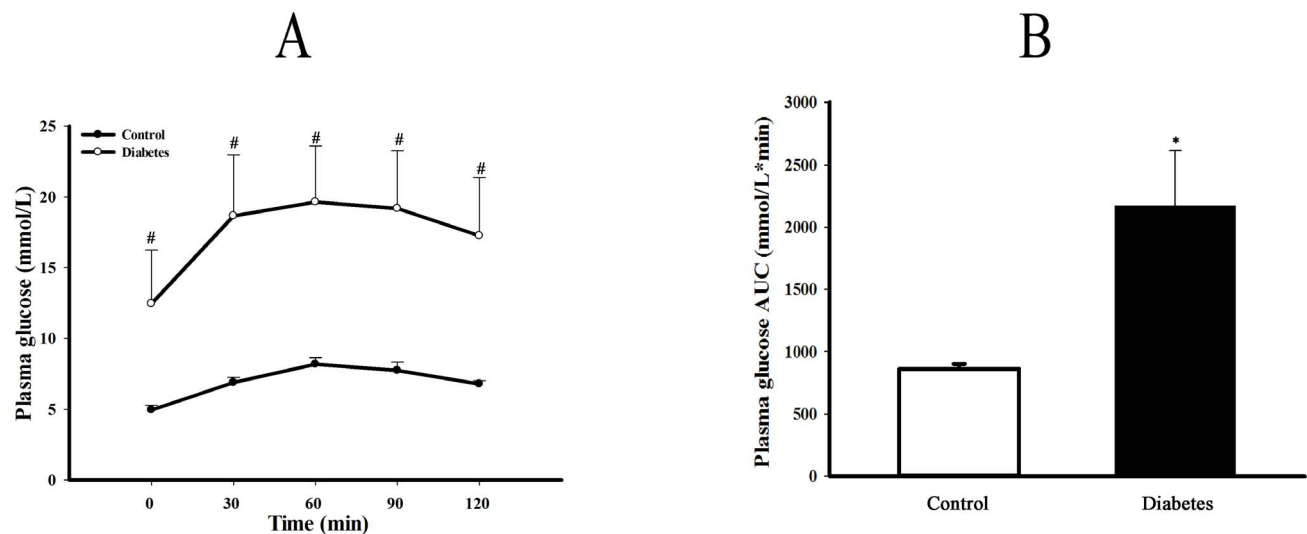 A
Plasma glucose (mmol/L)
25
20
15
10
5
0
Control
Diabetes
#
#
#
#
#
0 30 60 90 120
Time (min)
B
Plasma glucose AUC (mmol/L*min)
3000
2500
2000
1500
1000
500
0
*
Control Diabetes